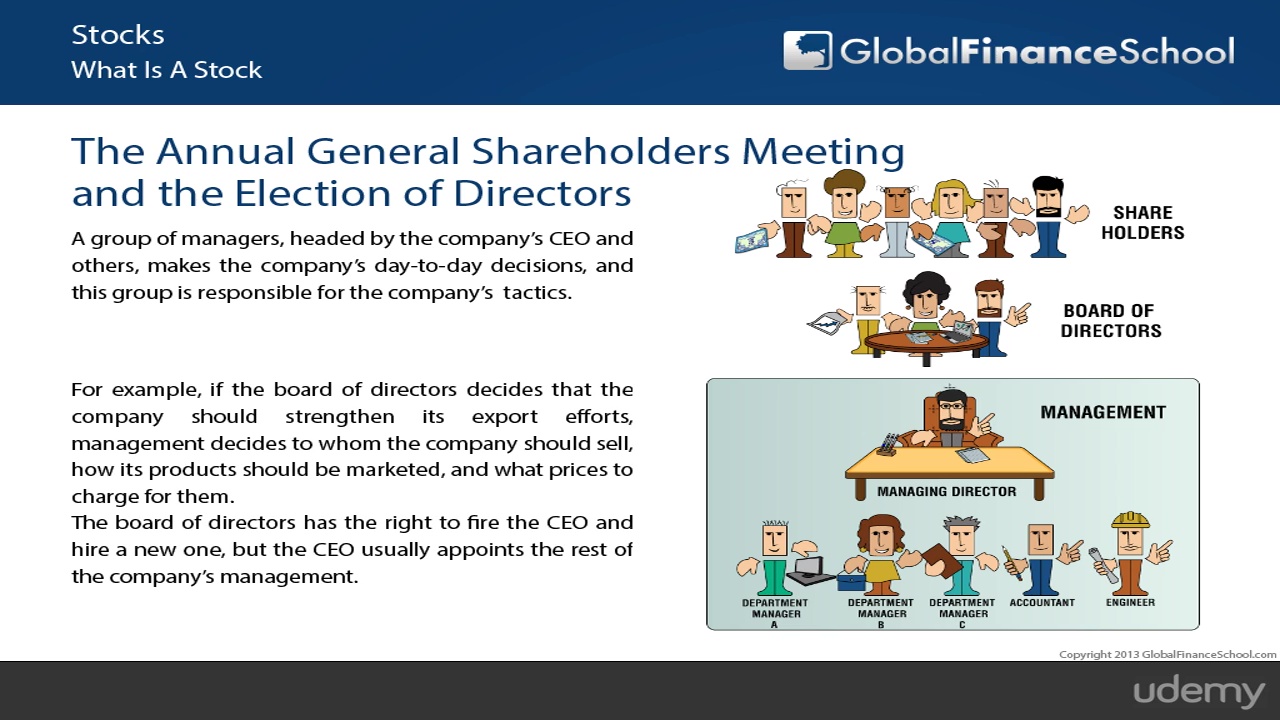 Stocks
What Is A Stock
GlobalFinanceSchool
The Annual General Shareholders Meeting
and the Election of Directors
A group of managers, headed by the company's CEO and
others, makes the company's day-to-day decisions, and
this group is responsible for the company's tactics.
For example, if the board of directors decides that the
company should strengthen its export efforts,
management decides to whom the company should sell,
how its products should be marketed, and what prices to
charge for them.
The board of directors has the right to fire the CEO and
hire a new one, but the CEO usually appoints the rest of
the company's management.
SHARE
HOLDERS
BOARD OF
DIRECTORS
MANAGEMENT
MANAGING DIRECTOR
DEPARTMENT
MANAGER
A
DEPARTMENT
MANAGER
B
DEPARTMENT
MANAGER
C
ACCOUNTANT
ENGINEER
Copyright 2013 GlobalFinanceSchool.com
udemy